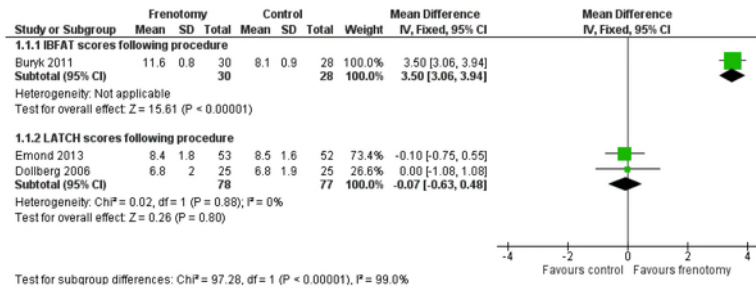 Frenotomy Control Mean Difference Mean Difference
Study or Subgroup Mean SD Total Mean SD Total Weight IV, Fixed, 95% CI IV, Fixed, 95% CI
1.1.1 IBFAT scores following procedure
Buryk 2011 11.6 0.8 30 8.1 0.9 28 100.0% 3.50 [3.06, 3.94]
Subtotal (95% CI) 30 28 100.0% 3.50 [3.06, 3.94]
Heterogeneity: Not applicable
Test for overall effect: Z = 15.61 (P < 0.00001)
1.1.2 LATCH scores following procedure
Emond 2013 8.4 1.8 53 8.5 1.6 52 73.4% -0.10 [-0.75, 0.55]
Dollberg 2006 6.8 2 25 6.8 1.9 25 26.6% 0.00 [-1.08, 1.08]
Subtotal (95% CI) 78 77 100.0% -0.07 [-0.63, 0.48]
Heterogeneity: Chi² = 0.02, df = 1 (P = 0.88); I² = 0%
Test for overall effect: Z = 0.26 (P = 0.80)
-4 -2 0 2 4
Favours control Favours frenotomy
Test for subgroup differences: Chi² = 97.28, df = 1 (P < 0.00001), I² = 99.0%